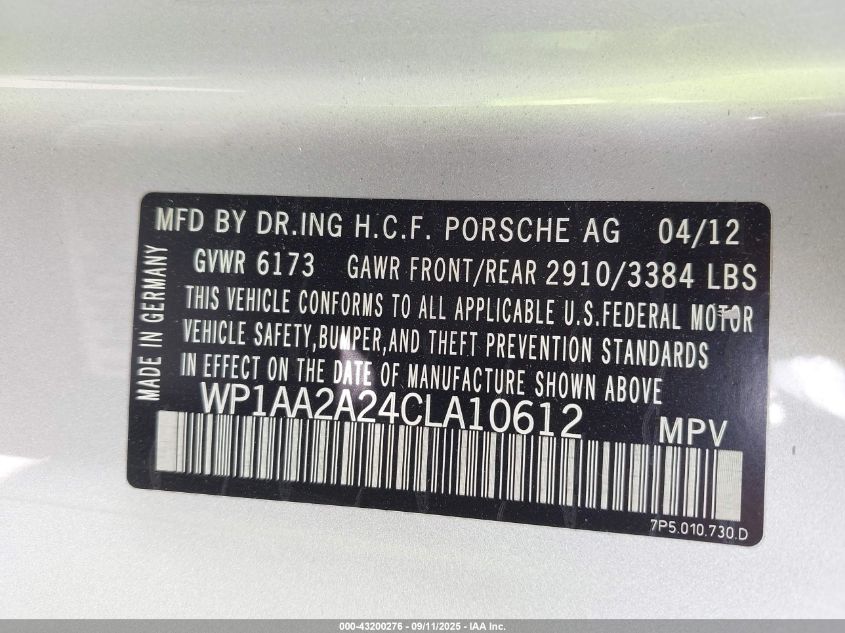 MFD BY DR.ING H.C.F. PORSCHE AG 04/12
GVWR 6173 GAWR FRONT/REAR 2910/3384 LBS
THIS VEHICLE CONFORMS TO ALL APPLICABLE U.S.FEDERAL MOTOR
VEHICLE SAFETY,BUMPER,AND THEFT PREVENTION STANDARDS
IN EFFECT ON THE DATE OF MANUFACTURE SHOWN ABOVE
WP1AA2A24CLA10612 MPV
7P5.010.730.D
MADE IN GERMANY
000-43200276 - 09/11/2025 - IAA Inc.